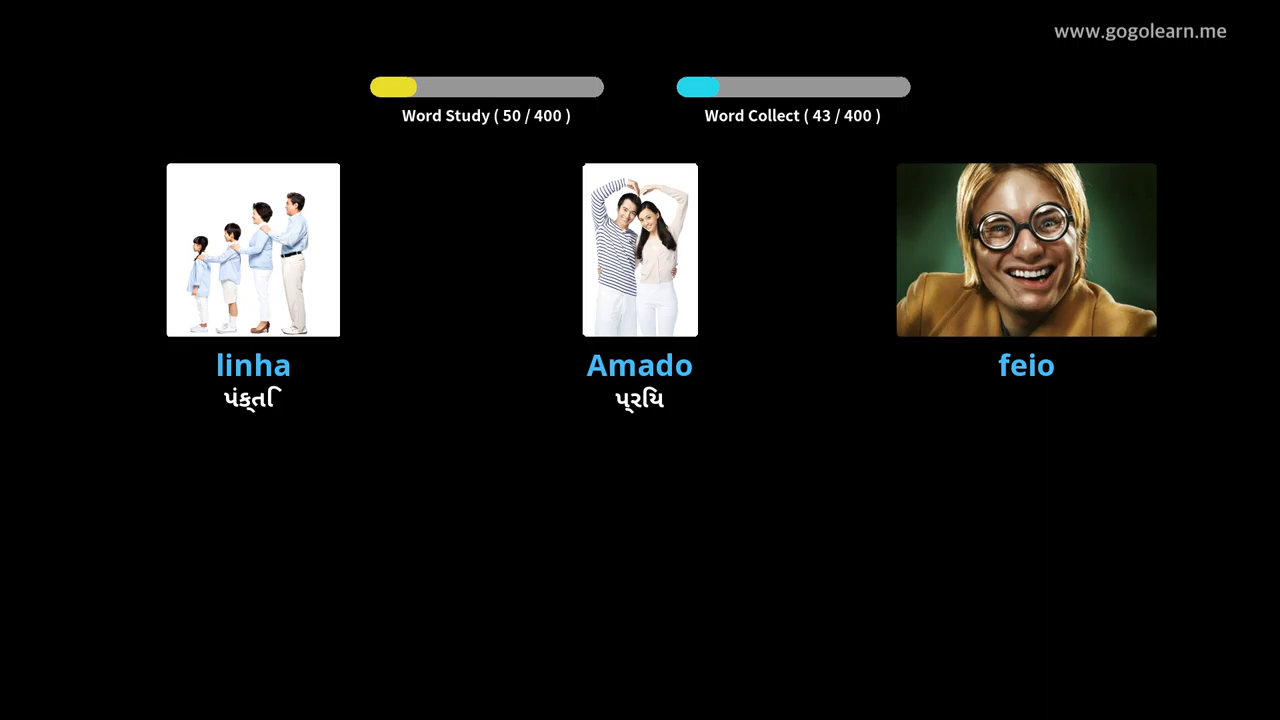 www.gogolearn.me
Word Study ( 50 / 400 )
Word Collect ( 43 / 400 )
linha
Amado
feio
પંક્તિ
પ્રિય